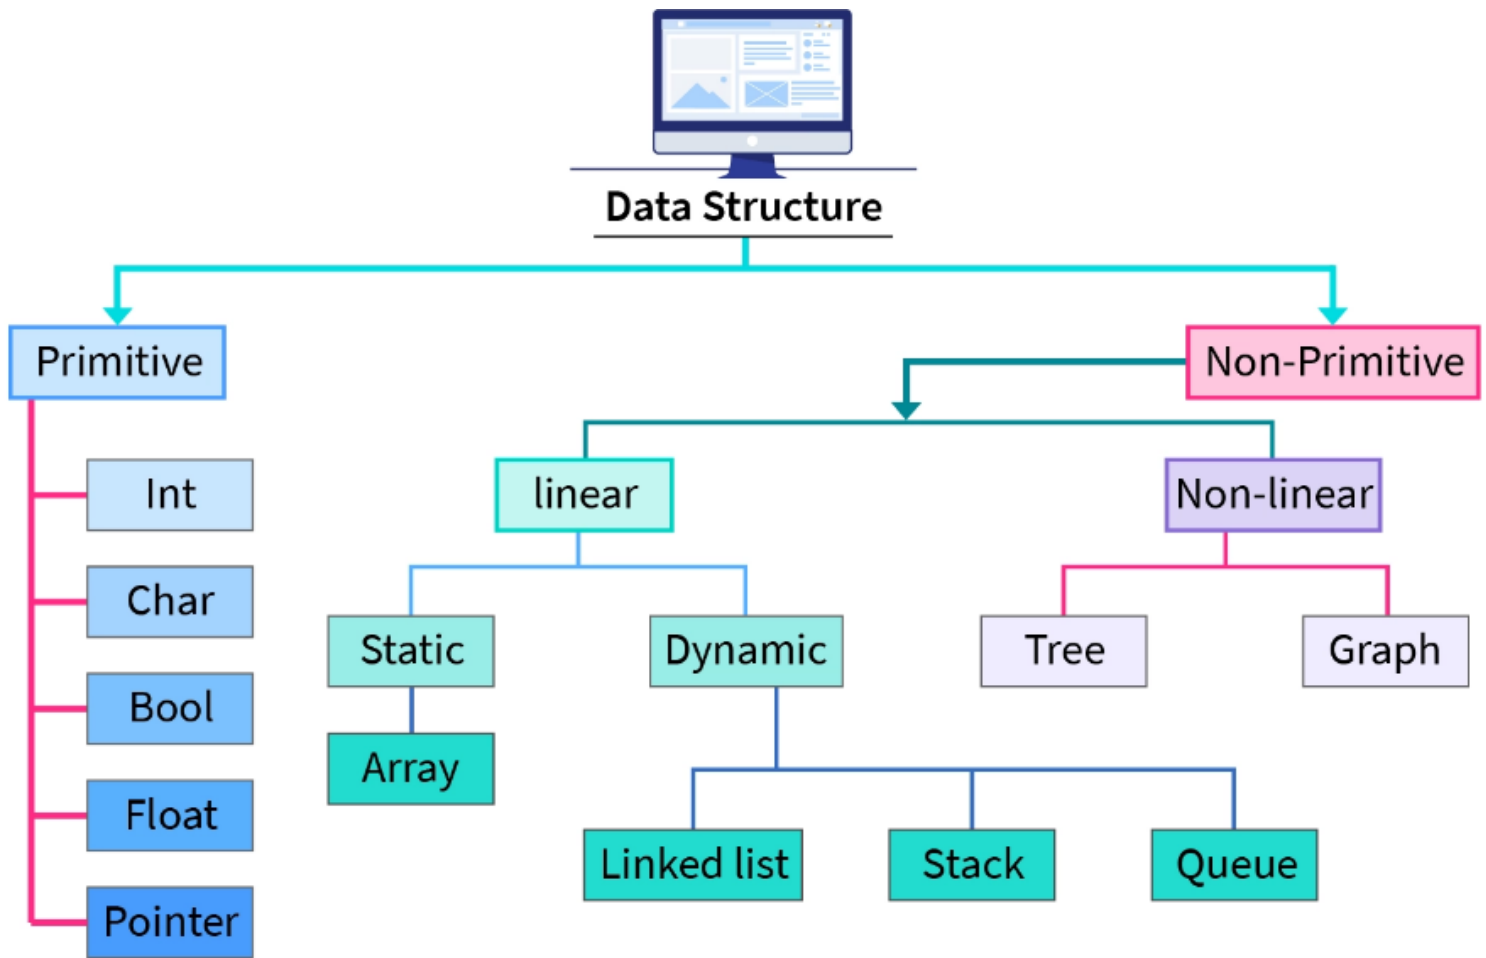 Data Structure
Primitive
Non-Primitive
Int
linear
Non-linear
Char
Static
Dynamic
Tree
Graph
Bool
Array
Float
Linked list
Stack
Queue
Pointer